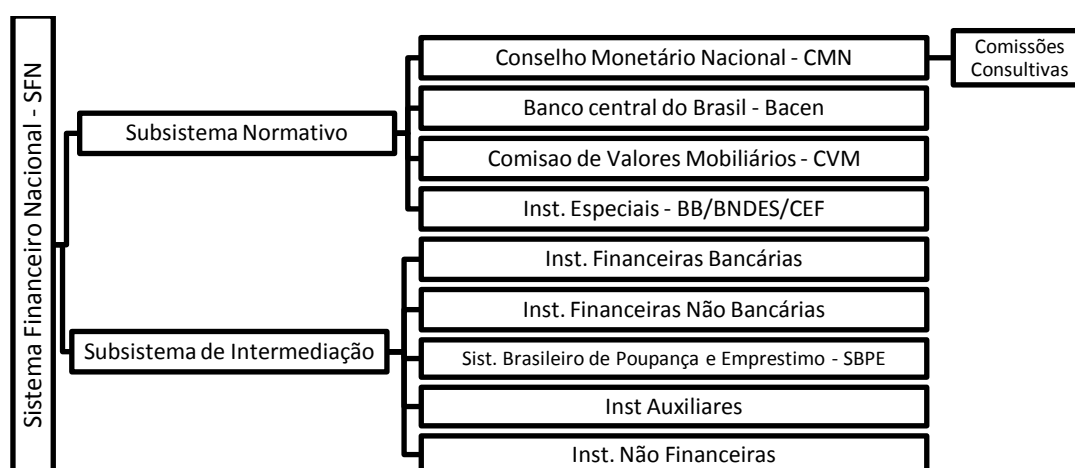 Sistema Financeiro Nacional - SFN
Subsistema Normativo
Conselho Monetário Nacional - CMN
Comissões
Consultivas
Banco central do Brasil - Bacen
Comisao de Valores Mobiliários - CVM
Inst. Especiais - BB/BNDES/CEF
Subsistema de Intermediação
Inst. Financeiras Bancárias
Inst. Financeiras Não Bancárias
Sist. Brasileiro de Poupança e Emprestimo - SBPE
Inst Auxiliares
Inst. Não Financeiras